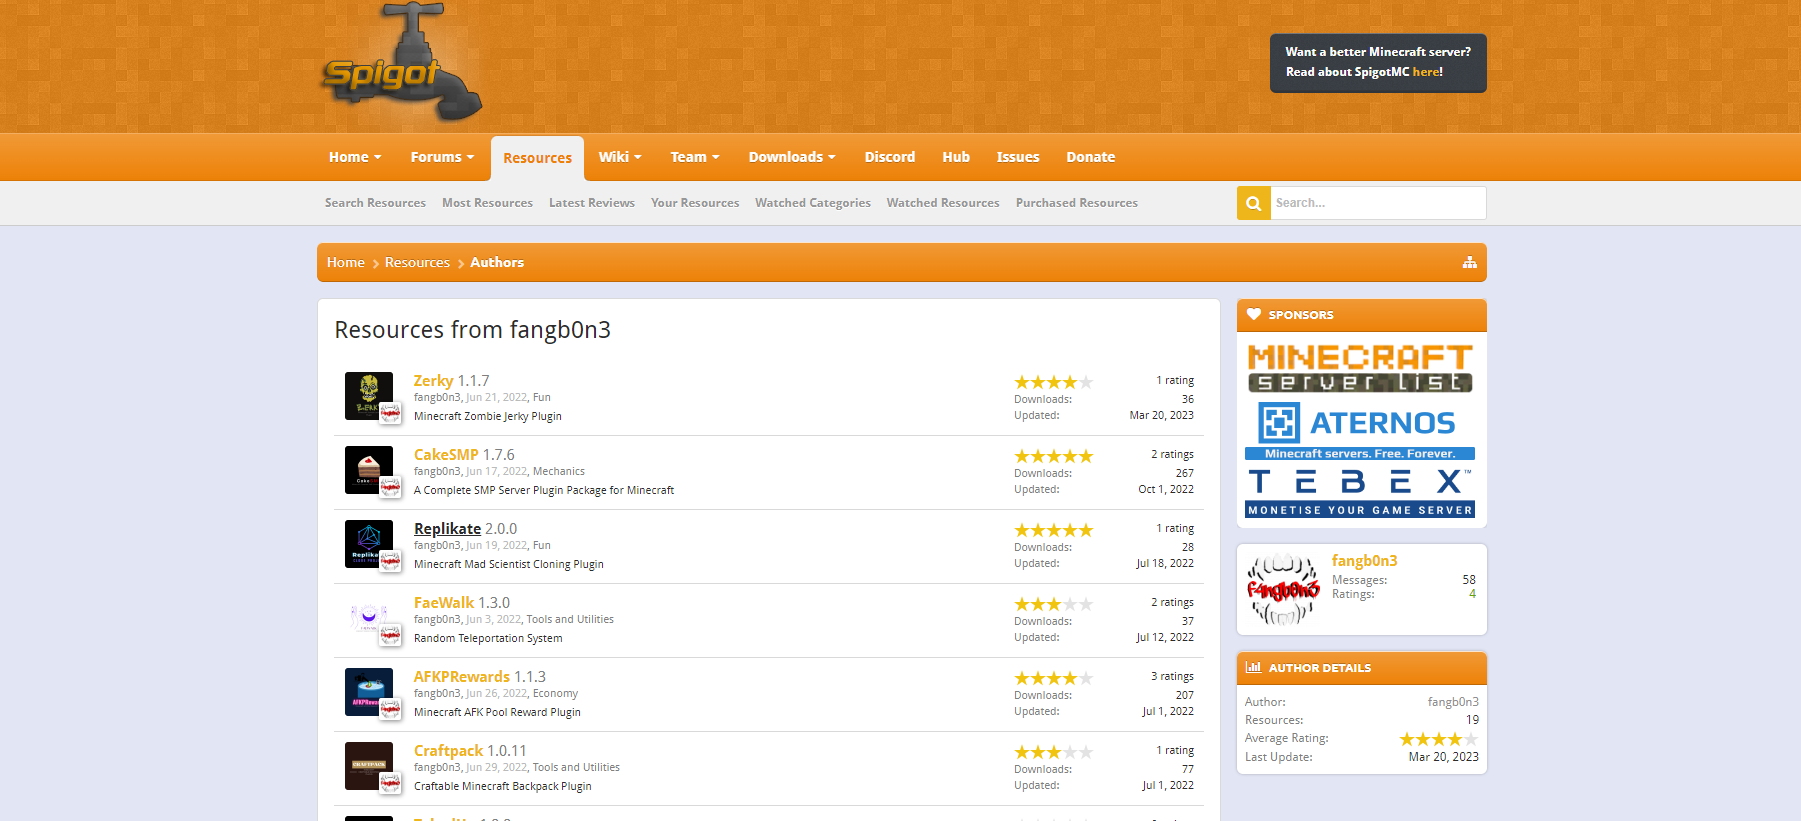 Spigot
Want a better Minecraft server?
Read about SpigotMC here!
Home
Forums
Resources
Wiki
Team
Downloads
Discord
Hub
Issues
Donate
Search Resources
Most Resources
Latest Reviews
Your Resources
Watched Categories
Watched Resources
Purchased Resources
Search...
Home
Resources
Authors
Resources from fangb0n3
Zerky 1.1.7
fangb0n3, Jun 21, 2022, Fun
Minecraft Zombie Jerky Plugin
1 rating
Downloads: 36
Updated: Mar 20, 2023
CakeSMP 1.7.6
fangb0n3, Jun 17, 2022, Mechanics
A Complete SMP Server Plugin Package for Minecraft
2 ratings
Downloads: 267
Updated: Oct 1, 2022
Replikate 2.0.0
fangb0n3, Jun 19, 2022, Fun
Minecraft Mad Scientist Cloning Plugin
1 rating
Downloads: 28
Updated: Jul 18, 2022
FaeWalk 1.3.0
fangb0n3, Jun 3, 2022, Tools and Utilities
Random Teleportation System
2 ratings
Downloads: 37
Updated: Jul 12, 2022
AFKPRewards 1.1.3
fangb0n3, Jun 26, 2022, Economy
Minecraft AFK Pool Reward Plugin
3 ratings
Downloads: 207
Updated: Jul 1, 2022
Craftpack 1.0.11
fangb0n3, Jun 29, 2022, Tools and Utilities
Craftable Minecraft Backpack Plugin
1 rating
Downloads: 77
Updated: Jul 1, 2022
SPONSORS
MINECRAFT
server list
ATERNOS
Minecraft servers. Free. Forever.
TEBEX™
MONETISE YOUR GAME SERVER
f4ngb0n3
fangb0n3
Messages: 58
Ratings: 4
AUTHOR DETAILS
Author: fangb0n3
Resources: 19
Average Rating:
Last Update: Mar 20, 2023